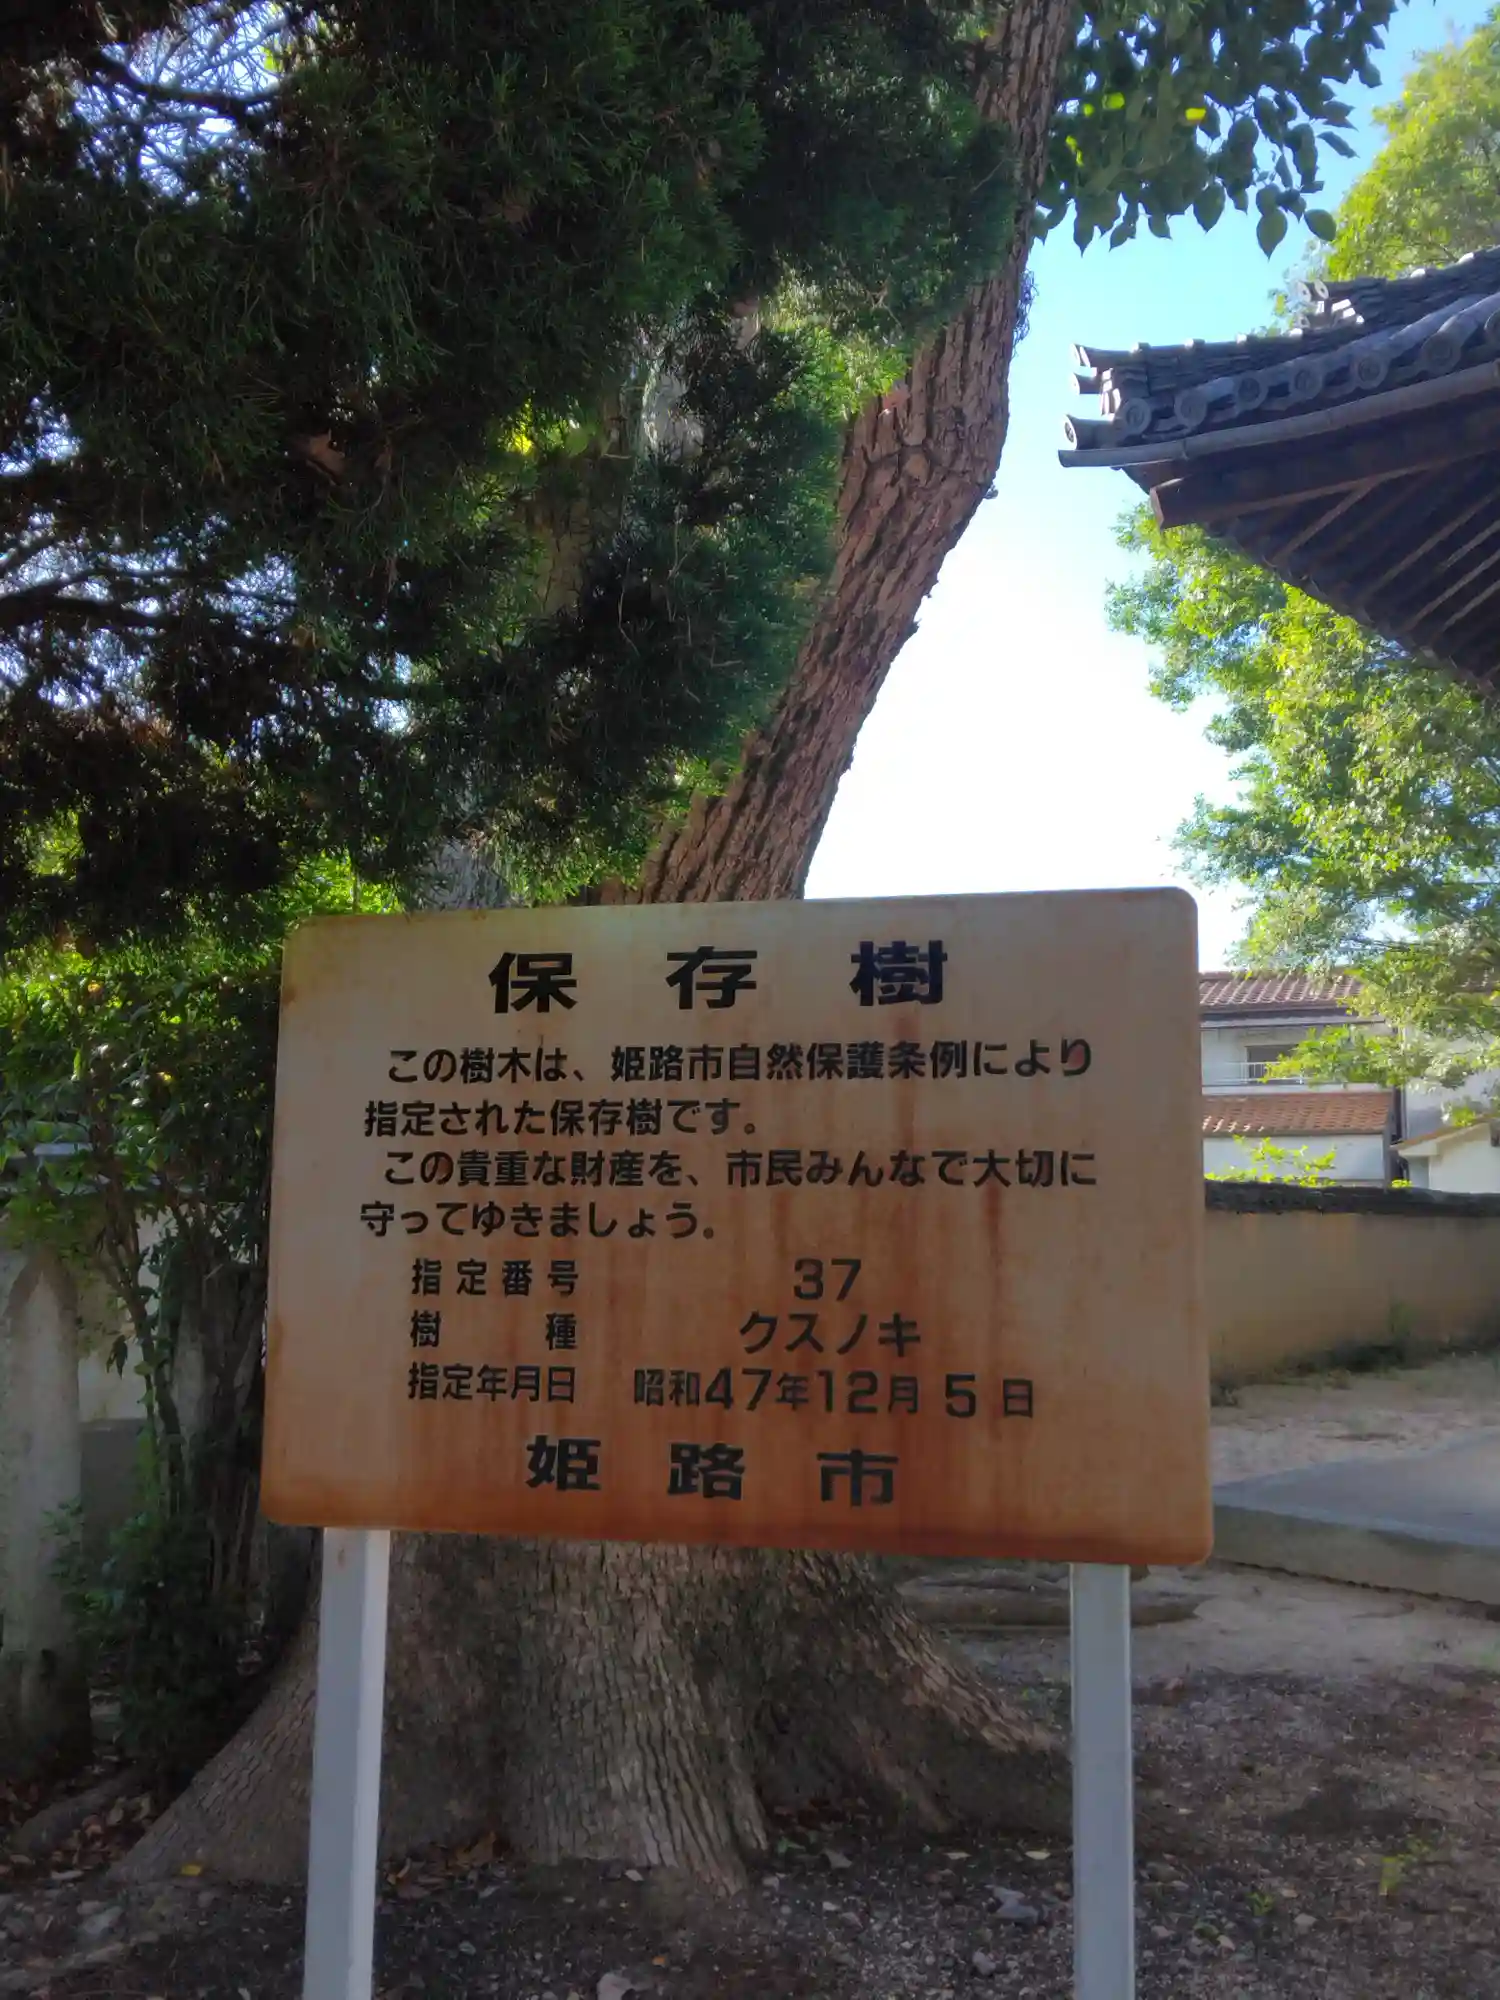 保存樹
この樹木は、姫路市自然保護条例により
指定された保存樹です。
この貴重な財産を、市民みんなで大切に
守ってゆきましょう。
指定番号 37
樹種 クスノキ
指定年月日 昭和47年12月5日
姫路市